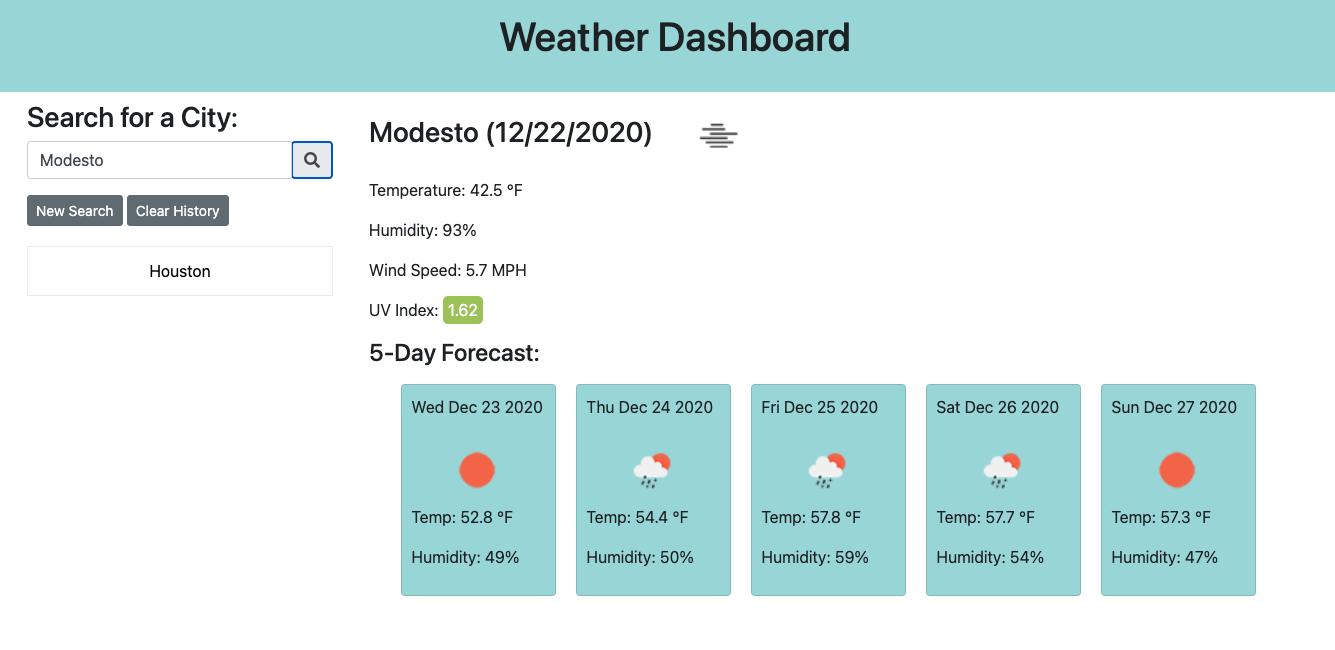 Weather Dashboard
Search for a City:
Modesto
New Search
Clear History
Houston
Modesto (12/22/2020)
Temperature: 42.5 °F
Humidity: 93%
Wind Speed: 5.7 MPH
UV Index: 1.62
5-Day Forecast:
Wed Dec 23 2020
Temp: 52.8 °F
Humidity: 49%
Thu Dec 24 2020
Temp: 54.4 °F
Humidity: 50%
Fri Dec 25 2020
Temp: 57.8 °F
Humidity: 59%
Sat Dec 26 2020
Temp: 57.7 °F
Humidity: 54%
Sun Dec 27 2020
Temp: 57.3 °F
Humidity: 47%